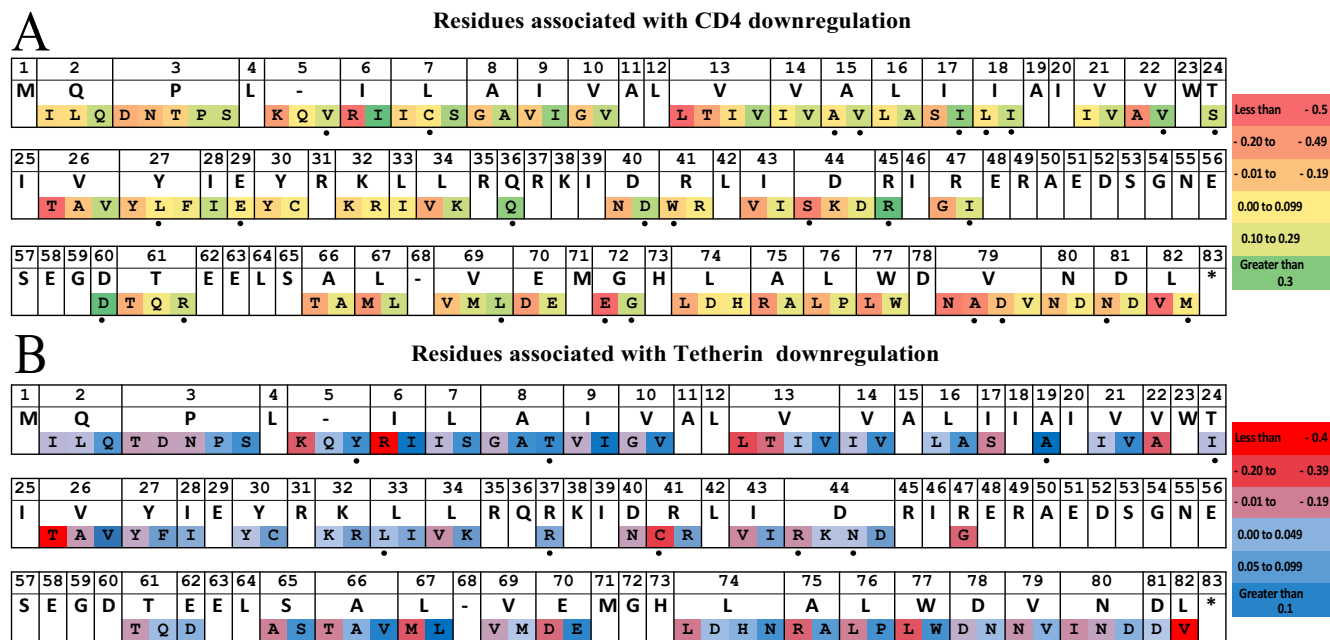 A
Residues associated with CD4 downregulation
1 2 3 4 5 6 7 8 9 10 11 12 13 14 15 16 17 18 19 20 21 22 23 24
M Q P L - I L A I V A L V V A L I I A I V V W T
I L Q D N T P S K Q V R I I C S G A V I G V L T I V I V A V L A S I L I I V A V S
25 26 27 28 29 30 31 32 33 34 35 36 37 38 39 40 41 42 43 44 45 46 47 48 49 50 51 52 53 54 55 56
I V Y I E Y R K L L R Q R K I D R L I D R I R E R A E D S G N E
T A V Y L F I E Y C K R I V K Q N D W R V I S K D R G I
57 58 59 60 61 62 63 64 65 66 67 68 69 70 71 72 73 74 75 76 77 78 79 80 81 82 83
S E G D T E E L S A L - V E M G H L A L W D V N D L *
D T Q R T A M L V M L D E E G L D H R A L P L W N A D V N D N D V M
Less than - 0.5
- 0.20 to - 0.49
- 0.01 to - 0.19
0.00 to 0.099
0.10 to 0.29
Greater than
0.3
B
Residues associated with Tetherin downregulation
1 2 3 4 5 6 7 8 9 10 11 12 13 14 15 16 17 18 19 20 21 22 23 24
M Q P L - I L A I V A L V V A L I I A I V V W T
I L Q T D N P S K Q Y R I I S G A T V I G V L T I V I V L A S A I V A I
25 26 27 28 29 30 31 32 33 34 35 36 37 38 39 40 41 42 43 44 45 46 47 48 49 50 51 52 53 54 55 56
I V Y I E Y R K L L R Q R K I D R L I D R I R E R A E D S G N E
T A V Y F I Y C K R L I V K R N C R V I R K N D G
57 58 59 60 61 62 63 64 65 66 67 68 69 70 71 72 73 74 75 76 77 78 79 80 81 82 83
S E G D T E E L S A L - V E M G H L A L W D V N D L *
T Q D A S T A V M L V M D E L D H N R A L P L W D N N V I N D D V
Less than - 0.4
- 0.20 to - 0.39
- 0.01 to - 0.19
0.00 to 0.049
0.05 to 0.099
Greater than
0.1